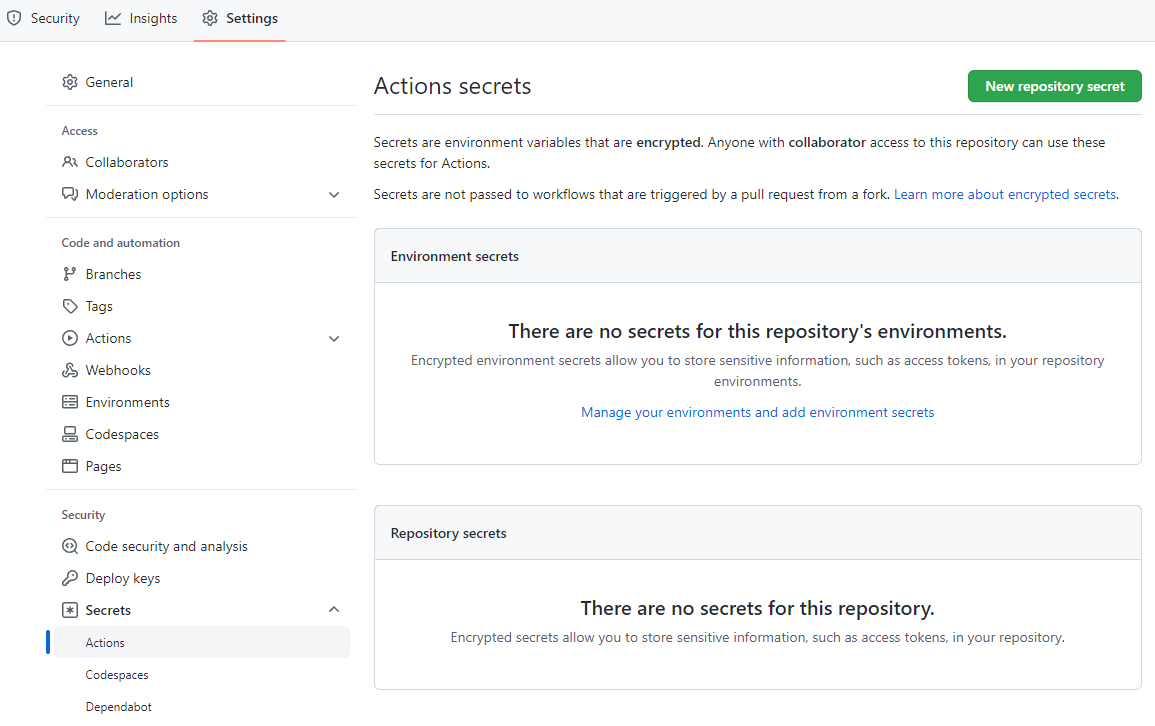 Security
Insights
Settings
General
Access
Collaborators
Moderation options
Code and automation
Branches
Tags
Actions
Webhooks
Environments
Codespaces
Pages
Security
Code security and analysis
Deploy keys
Secrets
Actions
Codespaces
Dependabot
Actions secrets
New repository secret
Secrets are environment variables that are encrypted. Anyone with collaborator access to this repository can use these
secrets for Actions.
Secrets are not passed to workflows that are triggered by a pull request from a fork. Learn more about encrypted secrets.
Environment secrets
There are no secrets for this repository's environments.
Encrypted environment secrets allow you to store sensitive information, such as access tokens, in your repository
environments.
Manage your environments and add environment secrets
Repository secrets
There are no secrets for this repository.
Encrypted secrets allow you to store sensitive information, such as access tokens, in your repository.